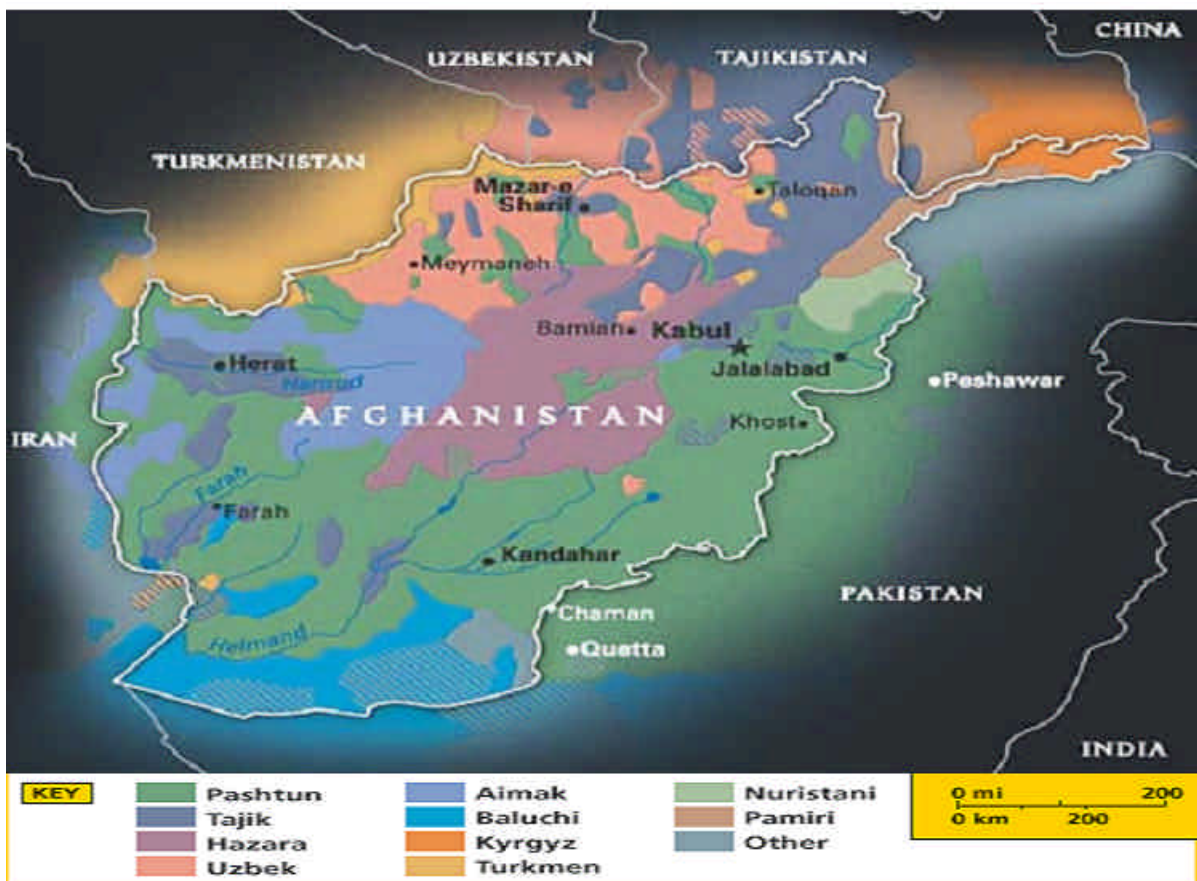 CHINA
UZBEKISTAN
TAJIKISTAN
TURKMENISTAN
Mazar-e
Sharif
Taloqan
Meymaneh
Bamian
Kabul
Herat
Jalalabad
Harirud
Peshawar
AFGHANISTAN
Khost
IRAN
Farah
Farah
Kandahar
PAKISTAN
Chaman
Helmand
Quetta
INDIA
KEY
Pashtun
Tajik
Hazara
Uzbek
Aimak
Baluchi
Kyrgyz
Turkmen
Nuristani
Pamiri
Other
0 mi 200
0 km 200